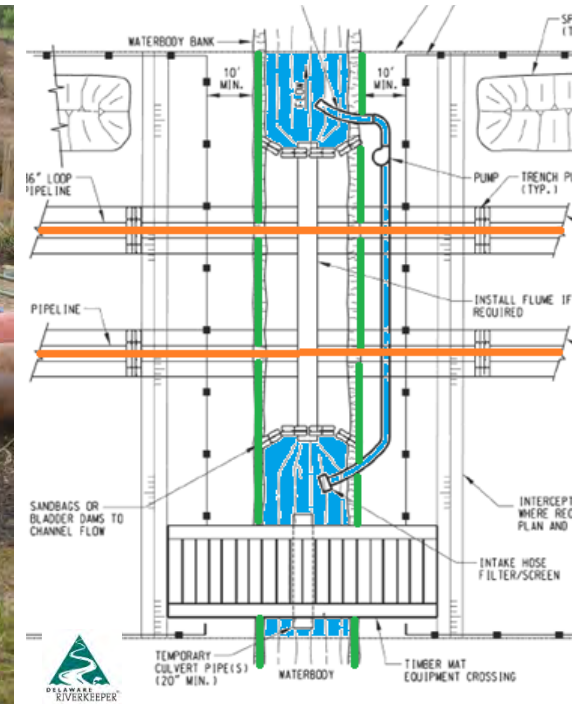 WATERBODY BANK
10'
MIN.
FLOW
10'
MIN.
PUMP
16" LOOP
PIPELINE
TRENCH
(TYP.)
INSTALL FLUME IF
REQUIRED
PIPELINE
SANDBAGS OR
BLADDER DAMS TO
CHANNEL FLOW
WHERE
PLAN AND
INTAKE HOSE
FILTER/SCREEN
TEMPORARY
CULVERT PIPE(S)
(20" MIN.)
WATERBODY
TIMBER MAT
EQUIPMENT CROSSING
DELAWARE
RIVERKEEPER